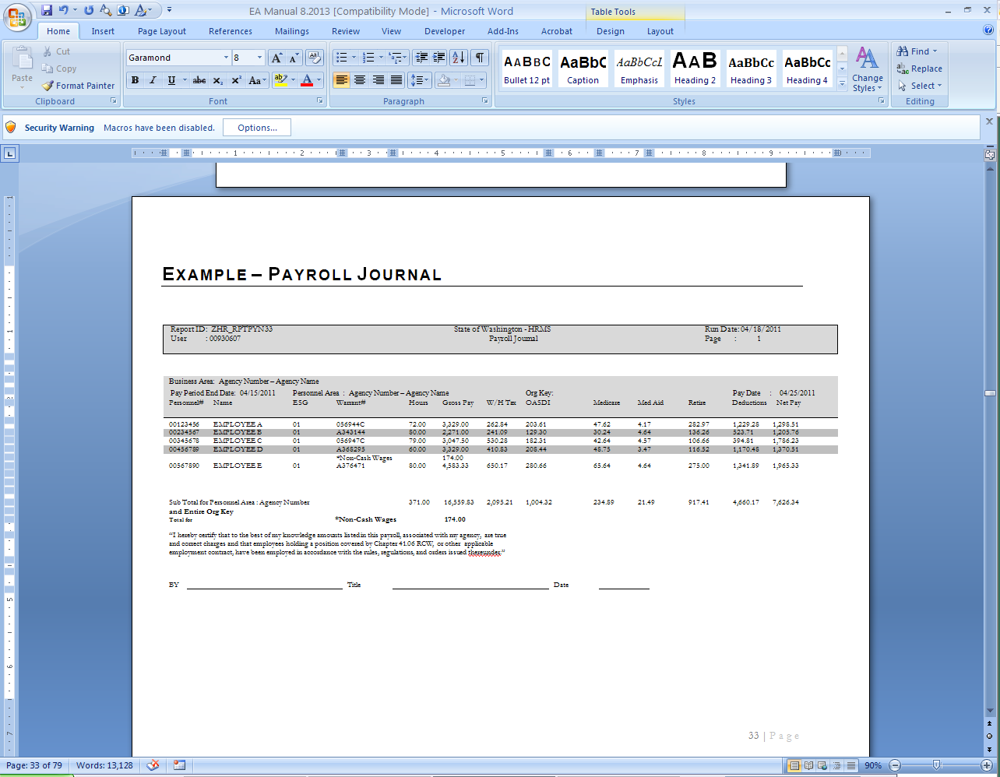 EA Manual 8.2013 [Compatibility Mode] - Microsoft Word
Table Tools
Home Insert Page Layout References Mailings Review View Developer Add-Ins Acrobat Design Layout
Paste
Cut
Copy
Format Painter
Clipboard
Garamond 8
Font
Paragraph
AaBbC AaBbC AaBbCcL AaB AaBbCc AaBbCc
Bullet 12 pt Caption Emphasis Heading 2 Heading 3 Heading 4
Change Styles
Styles
Find
Replace
Select
Editing
Security Warning Macros have been disabled. Options...
1 2 3 4 5 6 7 8 9
EXAMPLE – PAYROLL JOURNAL
Report ID: ZHR_RPTPYN33 State of Washington - HRMS Run Date: 04/18/2011
User : 00930607 Payroll Journal Page : 1
Business Area: Agency Number – Agency Name
Pay Period End Date: 04/15/2011 Personnel Area : Agency Number – Agency Name Org Key: Pay Date : 04/25/2011
Personnel# Name ESG Warrant# Hours Gross Pay W/H Tax OASDI Medicare Med Aid Retire Deductions Net Pay
00123456 EMPLOYEE A 01 056944C 72.00 3,329.00 262.84 203.61 47.62 4.17 282.97 1,229.28 1,298.51
00234567 EMPLOYEE B 01 A343144 80.00 2,271.00 241.09 129.30 30.24 4.64 136.26 523.71 1,205.76
00345678 EMPLOYEE C 01 056947C 79.00 3,047.50 530.28 182.31 42.64 4.57 106.66 394.81 1,786.23
00456789 EMPLOYEE D 01 A368295 60.00 3,329.00 410.83 208.44 48.75 3.47 116.52 1,170.48 1,370.51
*Non-Cash Wages 174.00
00567890 EMPLOYEE E 01 A376471 80.00 4,583.33 650.17 280.66 65.64 4.64 275.00 1,341.89 1,965.33
Sub Total for Personnel Area : Agency Number 371.00 16,559.83 2,095.21 1,004.32 234.89 21.49 917.41 4,660.17 7,626.34
and Entire Org Key
Total for *Non-Cash Wages 174.00
“I hereby certify that to the best of my knowledge amounts listed in this payroll, associated with my agency, are true
and correct charges and that employees holding a position covered by Chapter 41.06 RCW, or other applicable
employment contract, have been employed in accordance with the rules, regulations, and orders issued thereunder.”
BY Title Date
33 | Page
Page: 33 of 79 Words: 13,128 90%